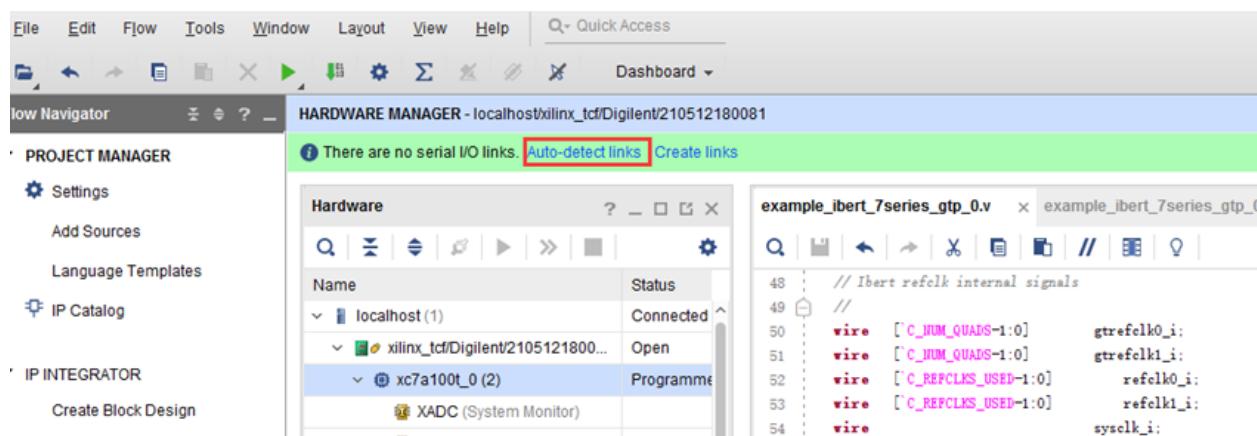 File Edit Flow Tools Window Layout View Help Quick Access
Dashboard
low Navigator
HARDWARE MANAGER - localhost/xilinx_tcf/Digilent/210512180081
There are no serial I/O links. Auto-detect links Create links
PROJECT MANAGER
Settings
Add Sources
Language Templates
IP Catalog
IP INTEGRATOR
Create Block Design
Hardware
Name Status
localhost (1) Connected
xilinx_tcf/Digilent/2105121800... Open
xc7a100t_0 (2) Programme
XADC (System Monitor)
example_ibert_7series_gtp_0.v example_ibert_7series_gtp_0
48 // Ibert refclk internal signals
49 //
50 wire [`C_NUM_QUADS-1:0] gtrefclk0_i;
51 wire [`C_NUM_QUADS-1:0] gtrefclk1_i;
52 wire [`C_REFCLKS_USED-1:0] refclk0_i;
53 wire [`C_REFCLKS_USED-1:0] refclk1_i;
54 wire sysclk_i;